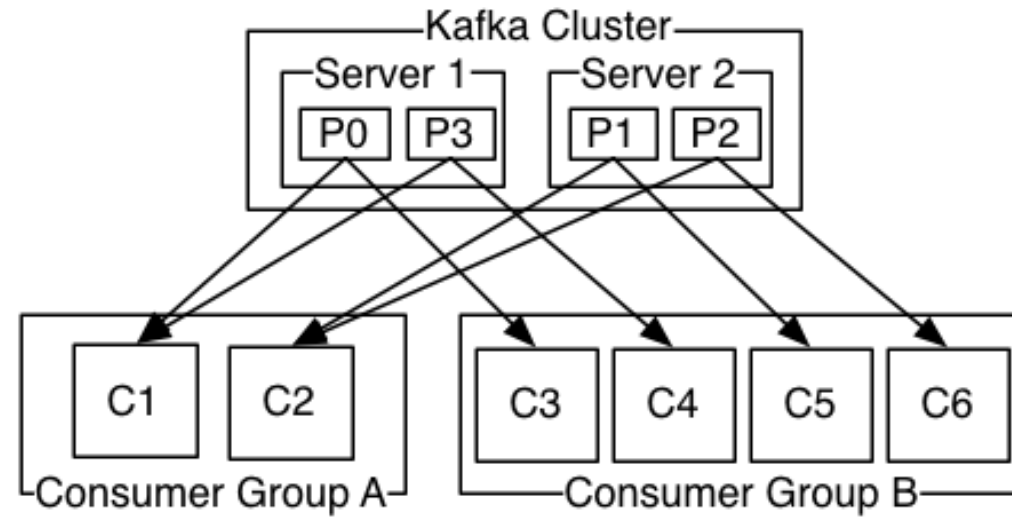 Kafka Cluster
Server 1 Server 2
P0 P3 P1 P2
C1 C2 C3 C4 C5 C6
Consumer Group A Consumer Group B